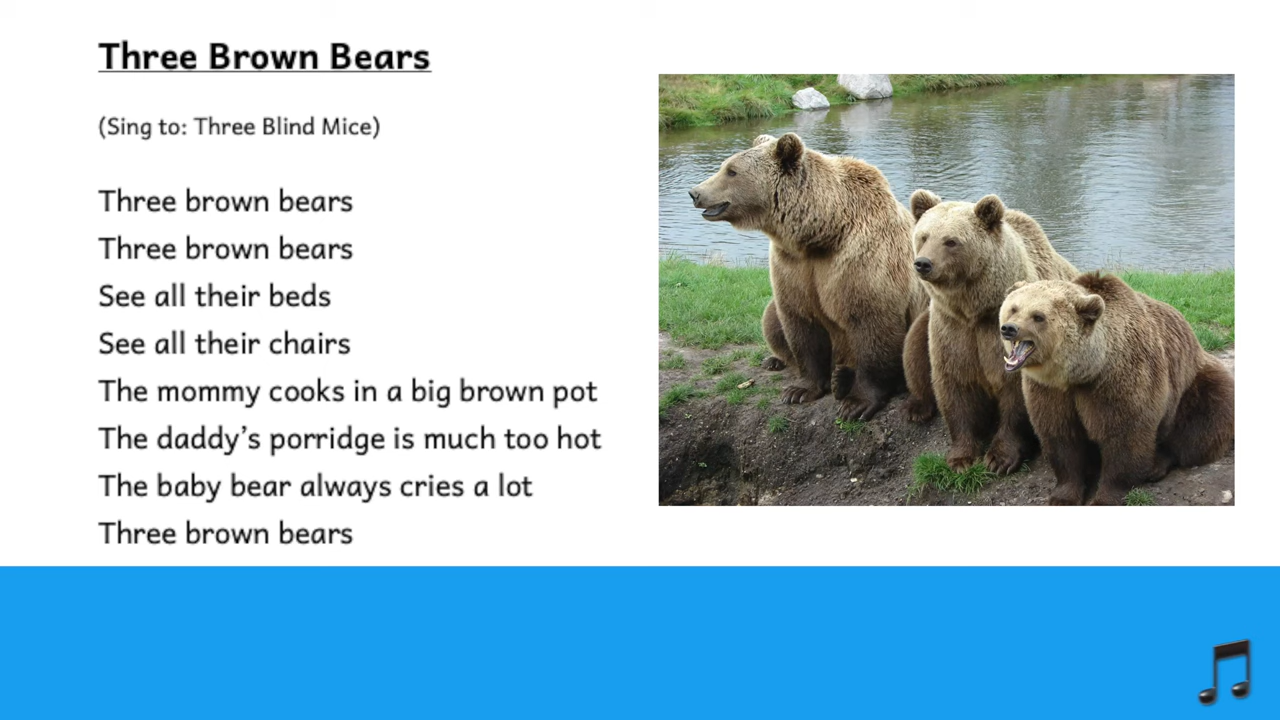 Three Brown Bears
(Sing to: Three Blind Mice)
Three brown bears
Three brown bears
See all their beds
See all their chairs
The mommy cooks in a big brown pot
The daddy’s porridge is much too hot
The baby bear always cries a lot
Three brown bears